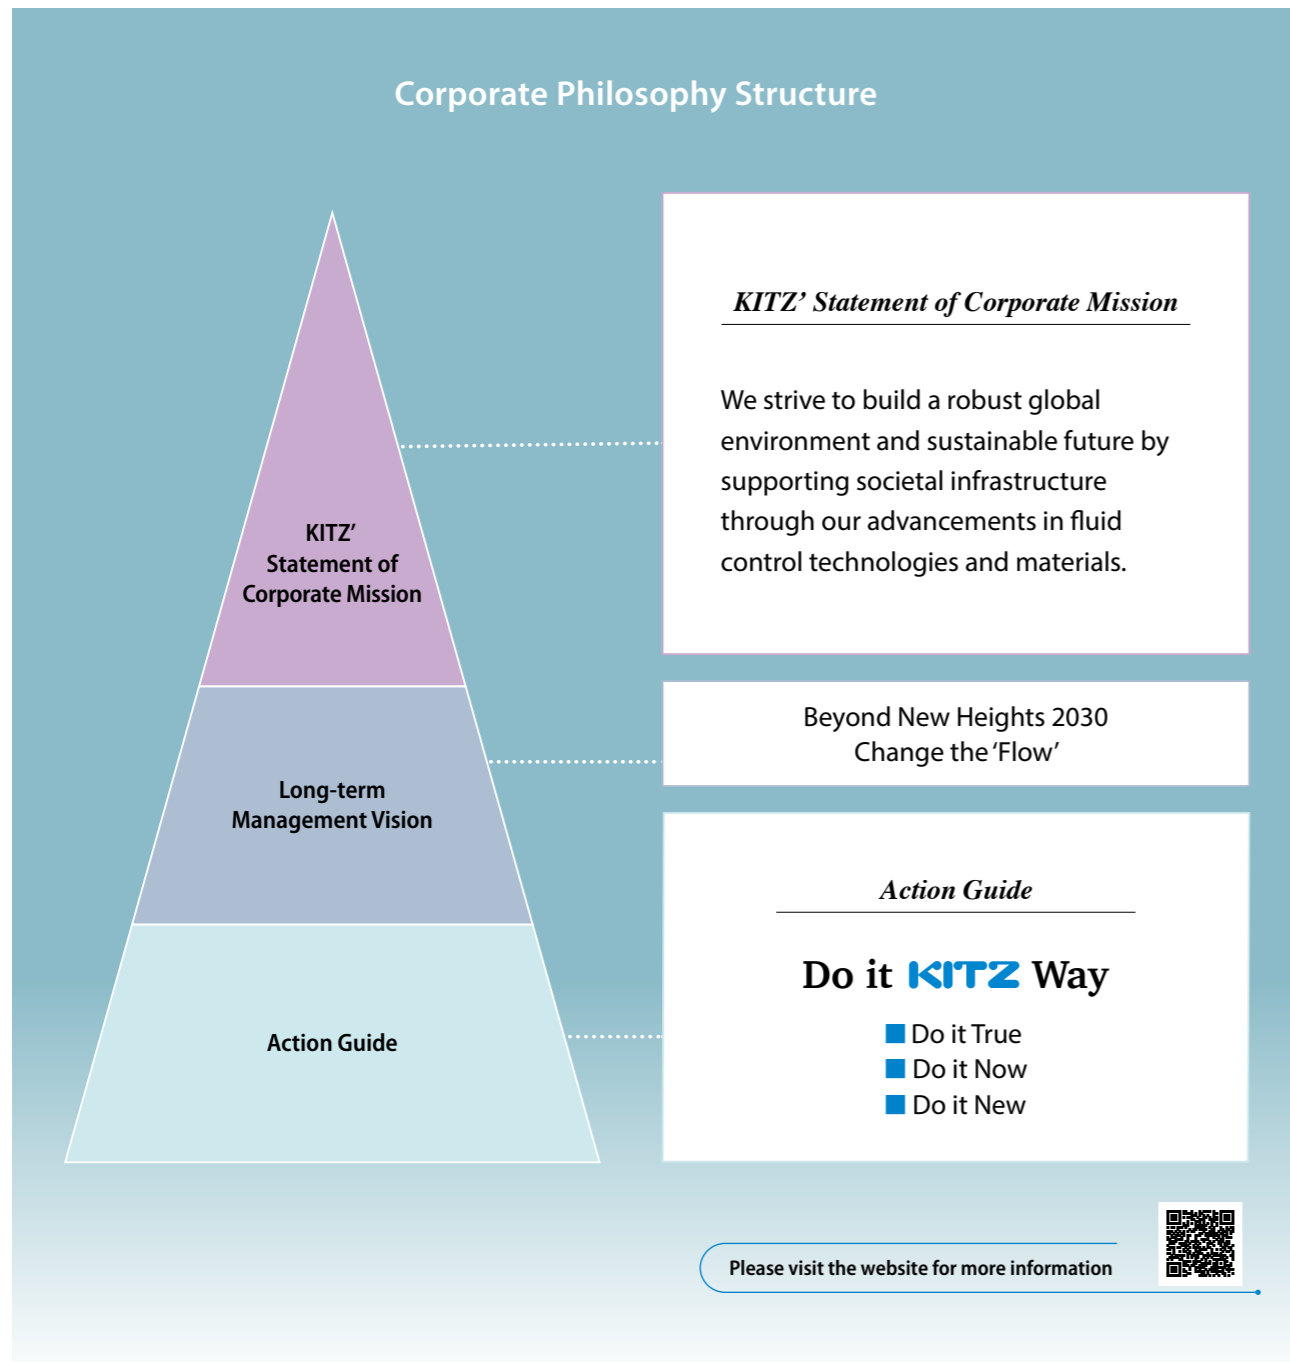 Corporate Philosophy Structure
KITZ’
Statement of
Corporate Mission
KITZ’ Statement of Corporate Mission
We strive to build a robust global
environment and sustainable future by
supporting societal infrastructure
through our advancements in fluid
control technologies and materials.
Long-term
Management Vision
Beyond New Heights 2030
Change the ‘Flow’
Action Guide
Action Guide
Do it KITZ Way
Do it True
Do it Now
Do it New
Please visit the website for more information